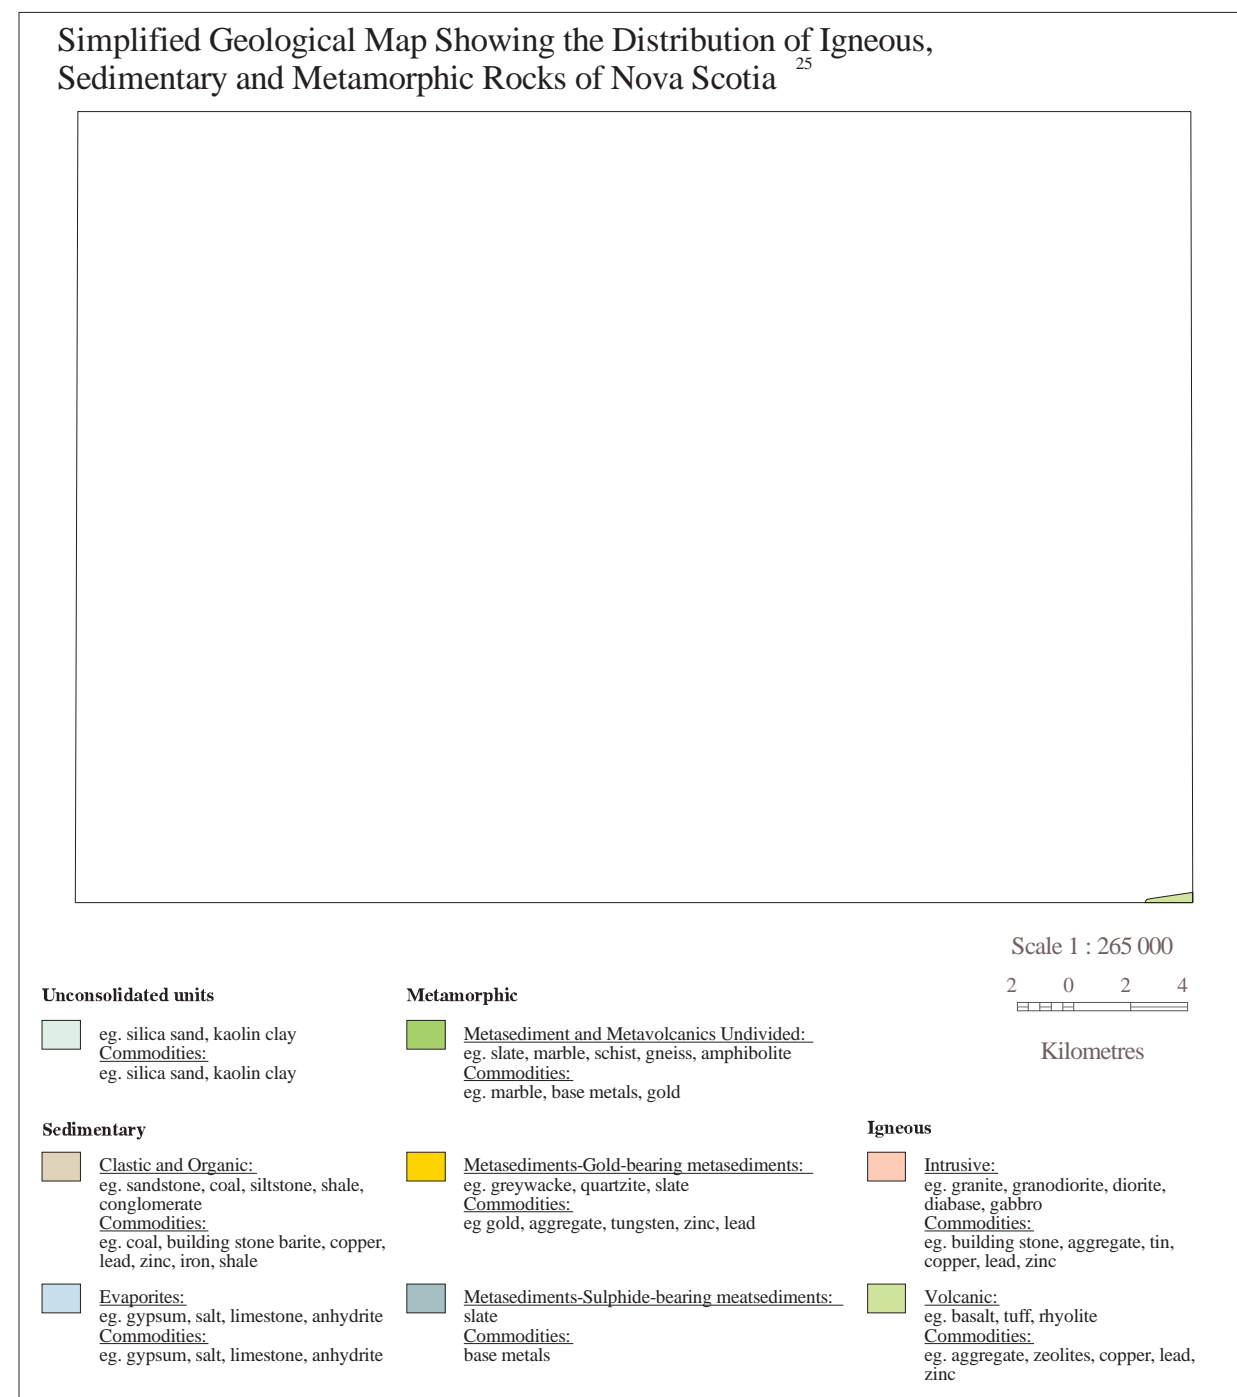 Simplified Geological Map Showing the Distribution of Igneous,
Sedimentary and Metamorphic Rocks of Nova Scotia 25
Scale 1 : 265 000
2 0 2 4
Kilometres
Unconsolidated units
eg. silica sand, kaolin clay
Commodities:
eg. silica sand, kaolin clay
Metamorphic
Metasediment and Metavolcanics Undivided:
eg. slate, marble, schist, gneiss, amphibolite
Commodities:
eg. marble, base metals, gold
Sedimentary
Clastic and Organic:
eg. sandstone, coal, siltstone, shale,
conglomerate
Commodities:
eg. coal, building stone barite, copper,
lead, zinc, iron, shale
Evaporites:
eg. gypsum, salt, limestone, anhydrite
Commodities:
eg. gypsum, salt, limestone, anhydrite
Metasediments-Gold-bearing metasediments:
eg. greywacke, quartzite, slate
Commodities:
eg gold, aggregate, tungsten, zinc, lead
Metasediments-Sulphide-bearing meatsediments:
slate
Commodities:
base metals
Igneous
Intrusive:
eg. granite, granodiorite, diorite,
diabase, gabbro
Commodities:
eg. building stone, aggregate, tin,
copper, lead, zinc
Volcanic:
eg. basalt, tuff, rhyolite
Commodities:
eg. aggregate, zeolites, copper, lead,
zinc